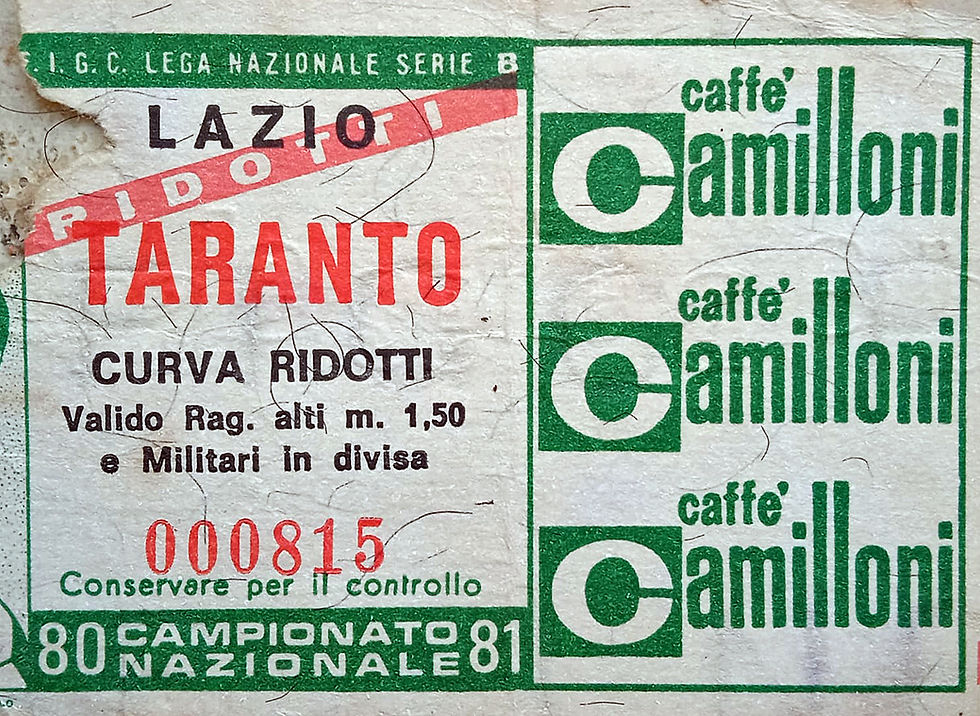 F.I.G.C. LEGA NAZIONALE SERIE B
LAZIO
RIDOTTI
TARANTO
CURVA RIDOTTI
Valido Rag. alti m. 1,50
e Militari in divisa
000815
Conservare per il controllo
80 CAMPIONATO NAZIONALE 81
caffe'
Camilloni
caffe'
Camilloni
caffe'
Camilloni